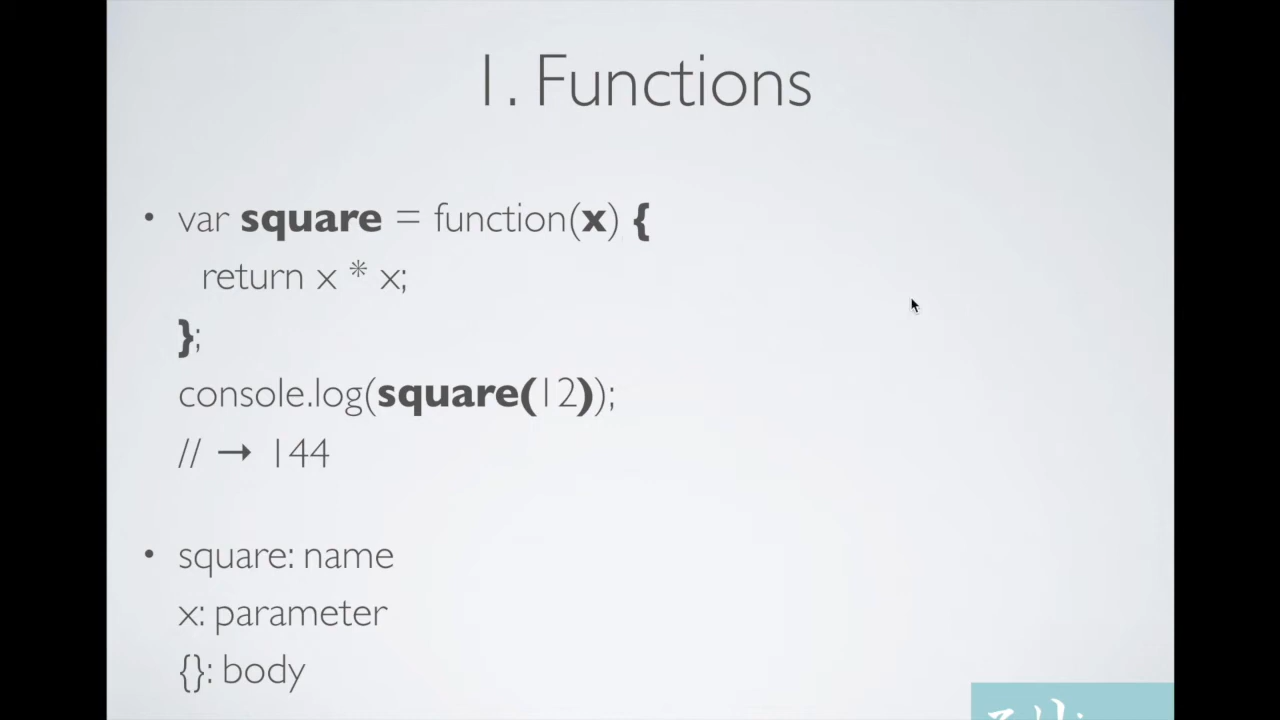 1. Functions
• var square = function(x) {
return x * x;
};
console.log(square(12));
// → 144
• square: name
x: parameter
{}: body